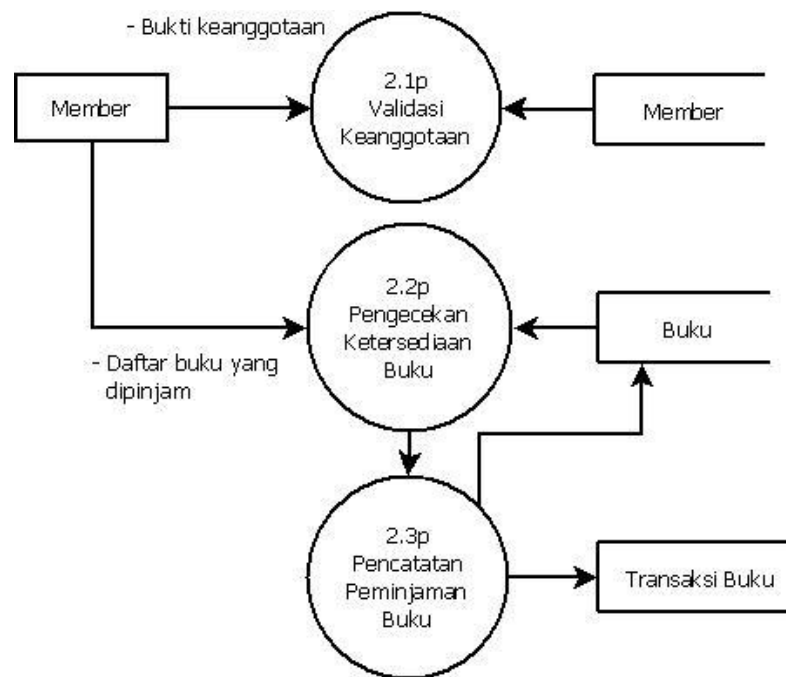 - Bukti keanggotaan
Member
2.1p
Validasi
Keanggotaan
Member
2.2p
Pengecekan
Ketersediaan
Buku
Buku
- Daftar buku yang
dipinjam
2.3p
Pencatatan
Peminjaman
Buku
Transaksi Buku